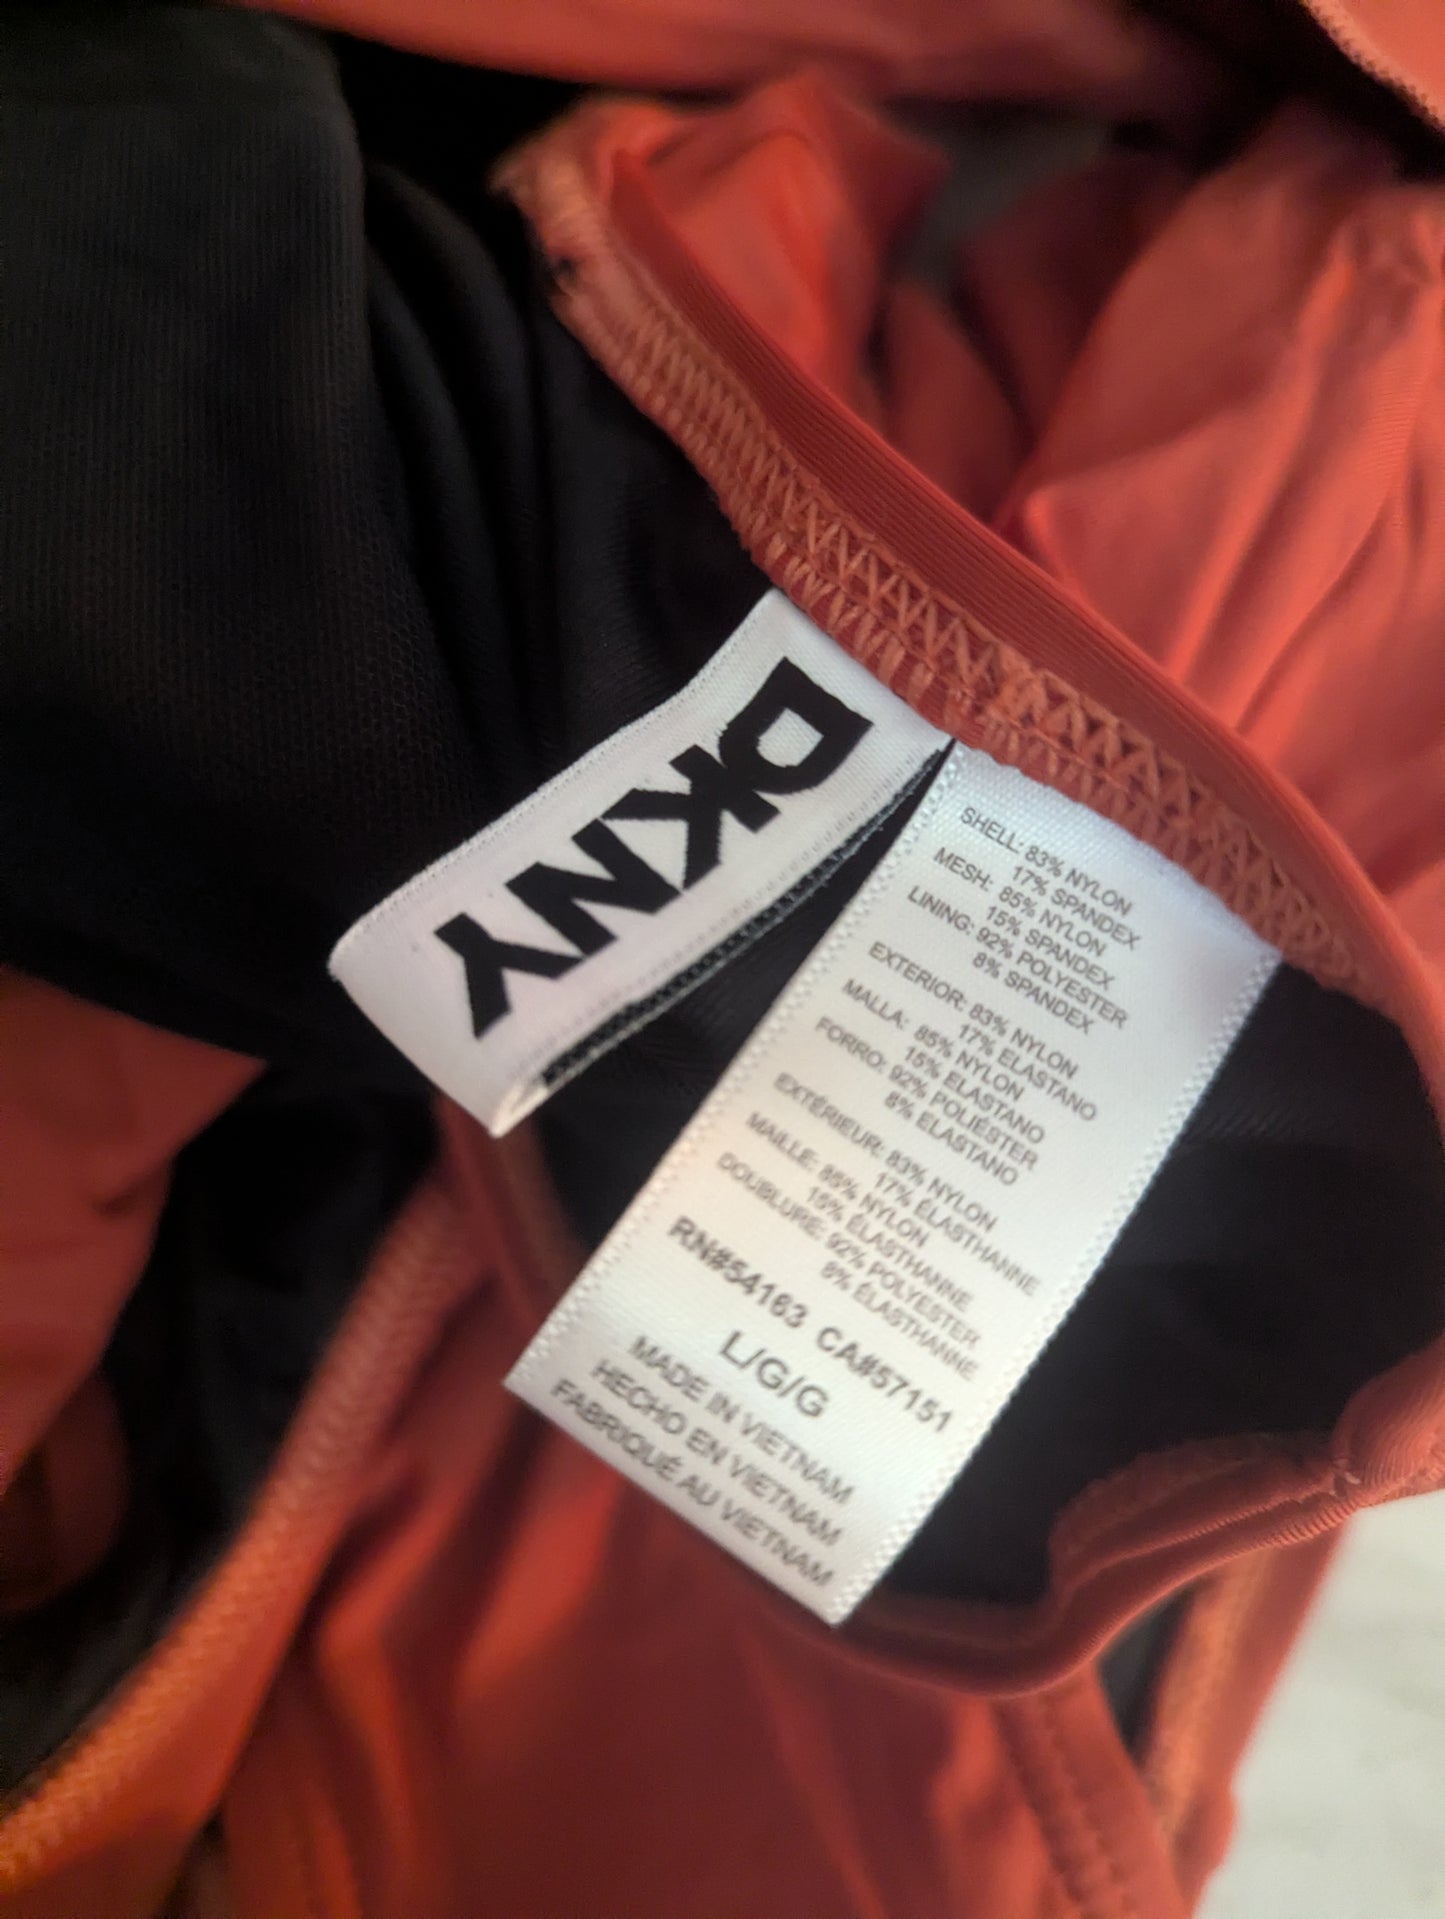 DKNY
SHELL: 83% NYLON
17% SPANDEX
MESH: 85% NYLON
15% SPANDEX
LINING: 92% POLYESTER
8% SPANDEX
EXTERIOR: 83% NYLON
17% ELASTANO
MALLA: 85% NYLON
15% ELASTANO
FORRO: 92% POLIÉSTER
8% ELASTANO
EXTÉRIEUR: 83% NYLON
17% ÉLASTHANNE
MAILLE: 85% NYLON
15% ÉLASTHANNE
DOUBLURE: 92% POLYESTER
8% ÉLASTHANNE
RN#54163 CA#57151
L/G/G
MADE IN VIETNAM
HECHO EN VIETNAM
FABRIQUÉ AU VIETNAM